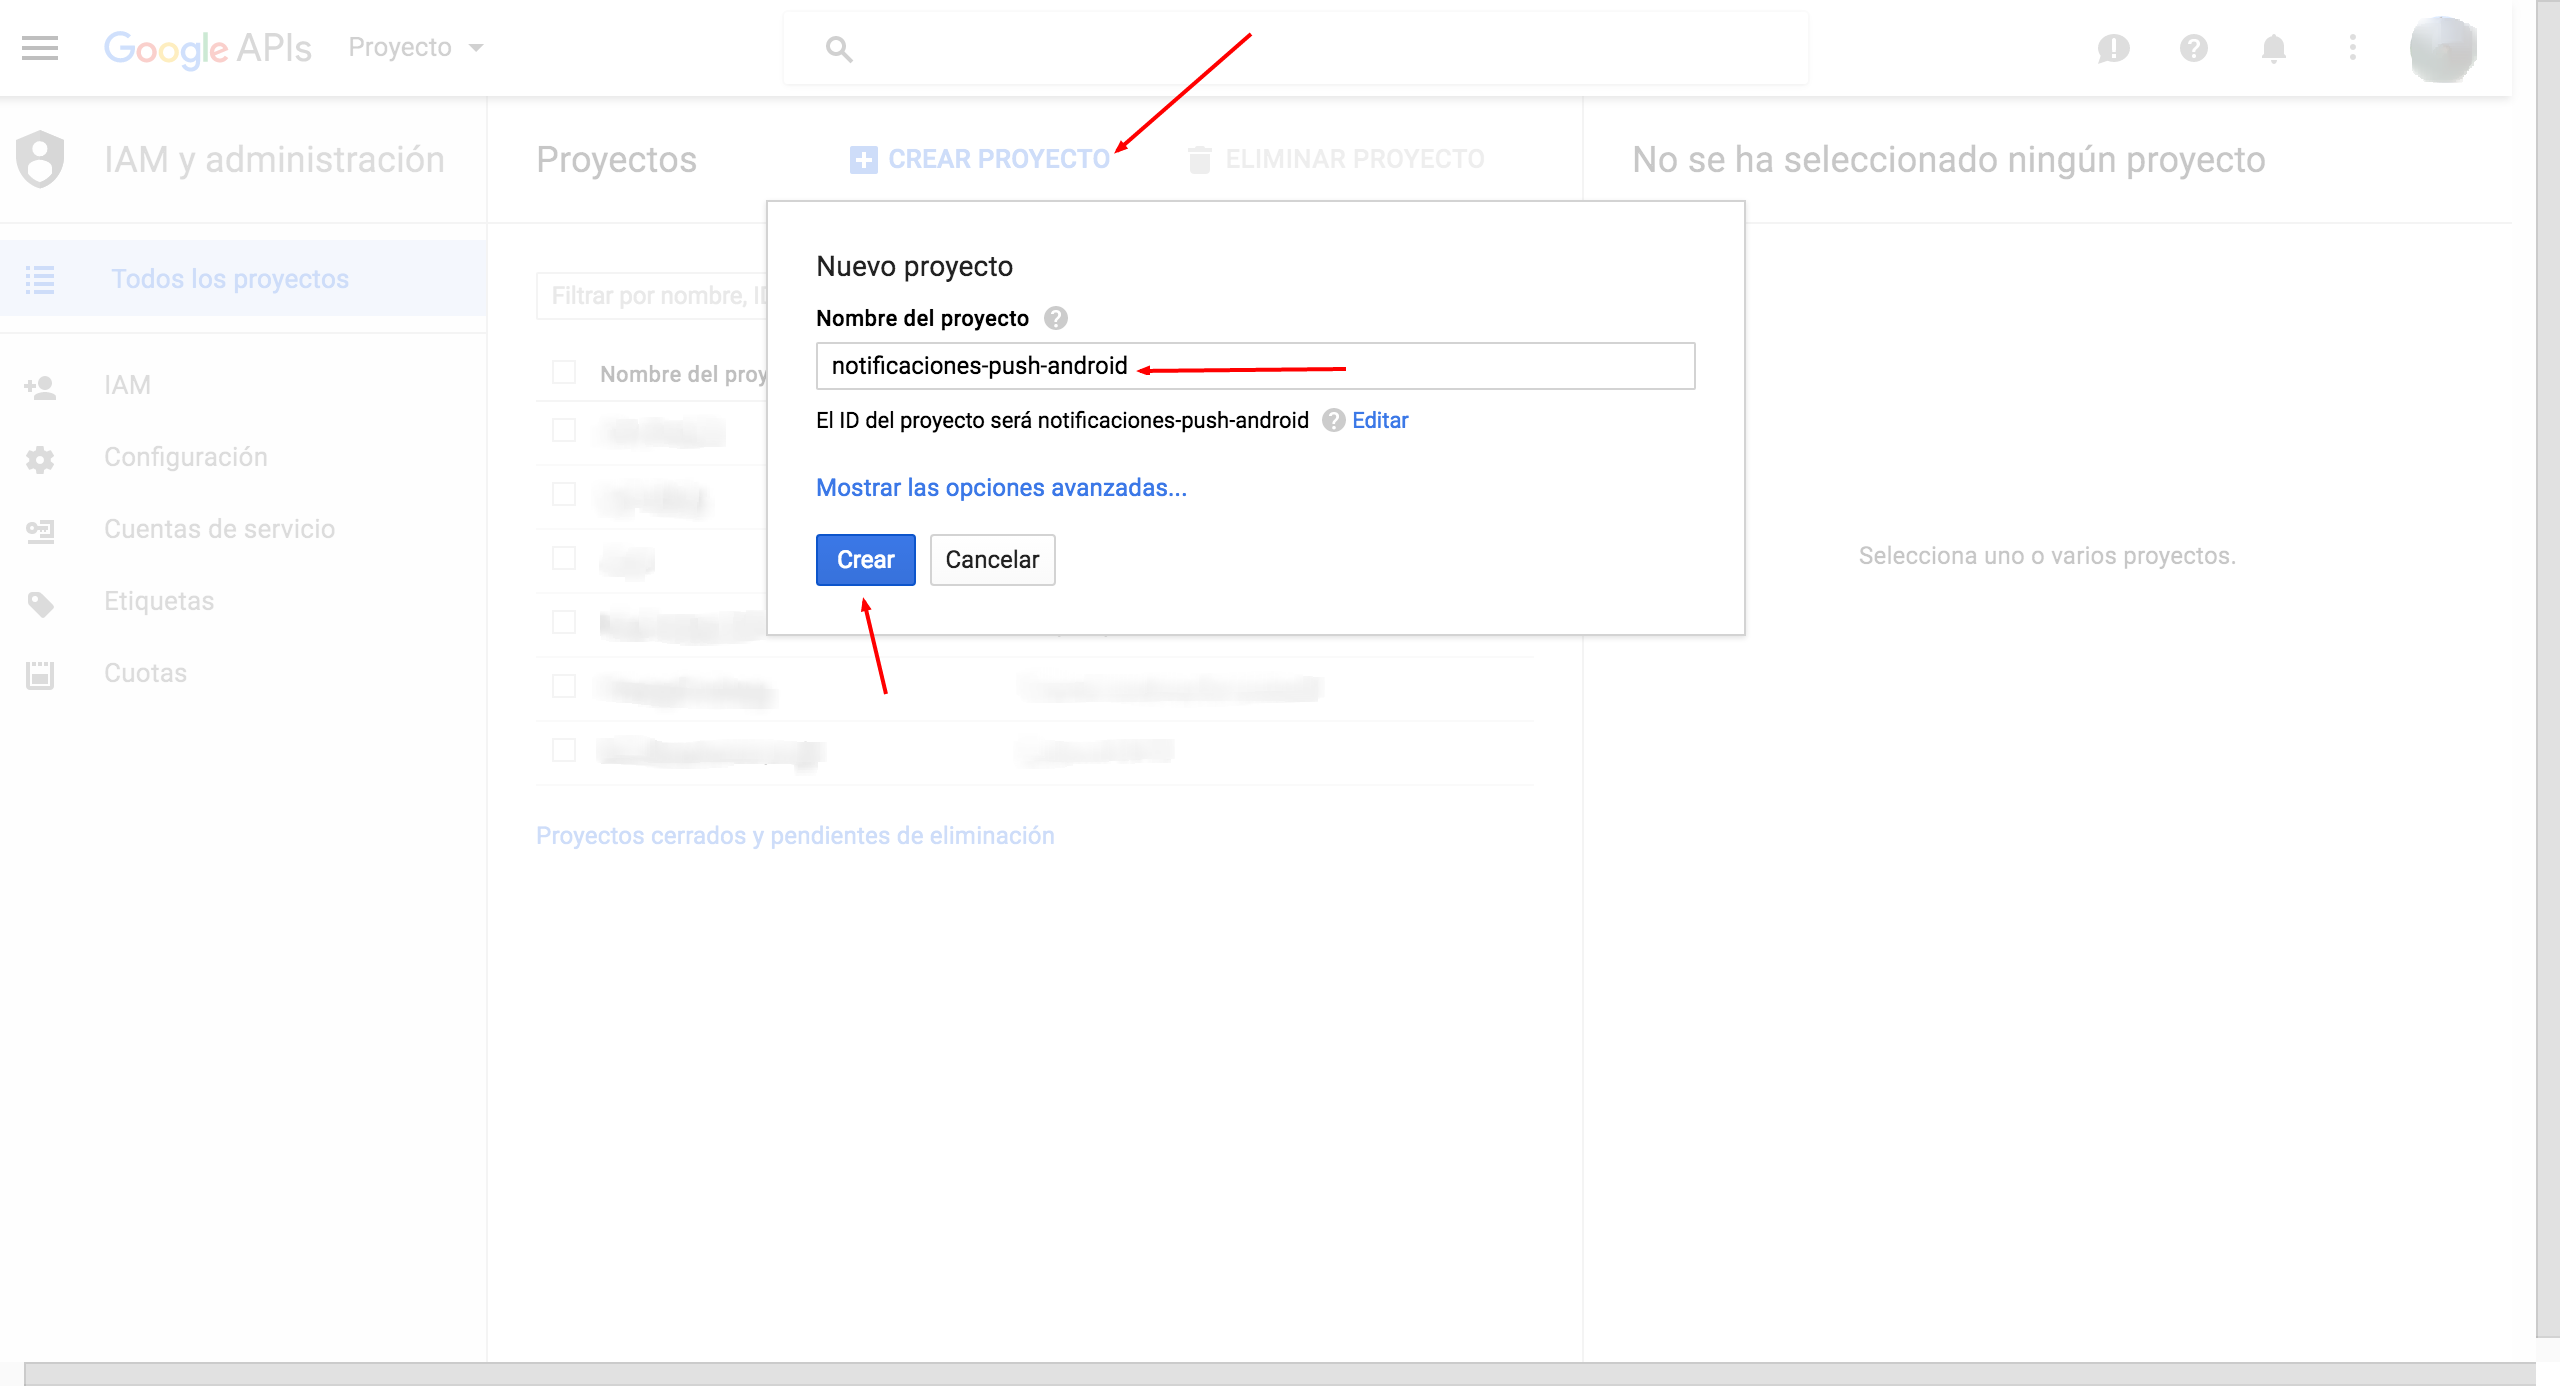 Google APIs Proyecto
IAM y administración
Proyectos
CREAR PROYECTO
ELIMINAR PROYECTO
No se ha seleccionado ningún proyecto
Todos los proyectos
IAM
Configuración
Cuentas de servicio
Etiquetas
Cuotas
Filtrar por nombre,
Nombre del
Nuevo proyecto
Nombre del proyecto
notificaciones-push-android
El ID del proyecto será notificaciones-push-android Editar
Mostrar las opciones avanzadas...
Crear Cancelar
Selecciona uno o varios proyectos.
Proyectos cerrados y pendientes de eliminación